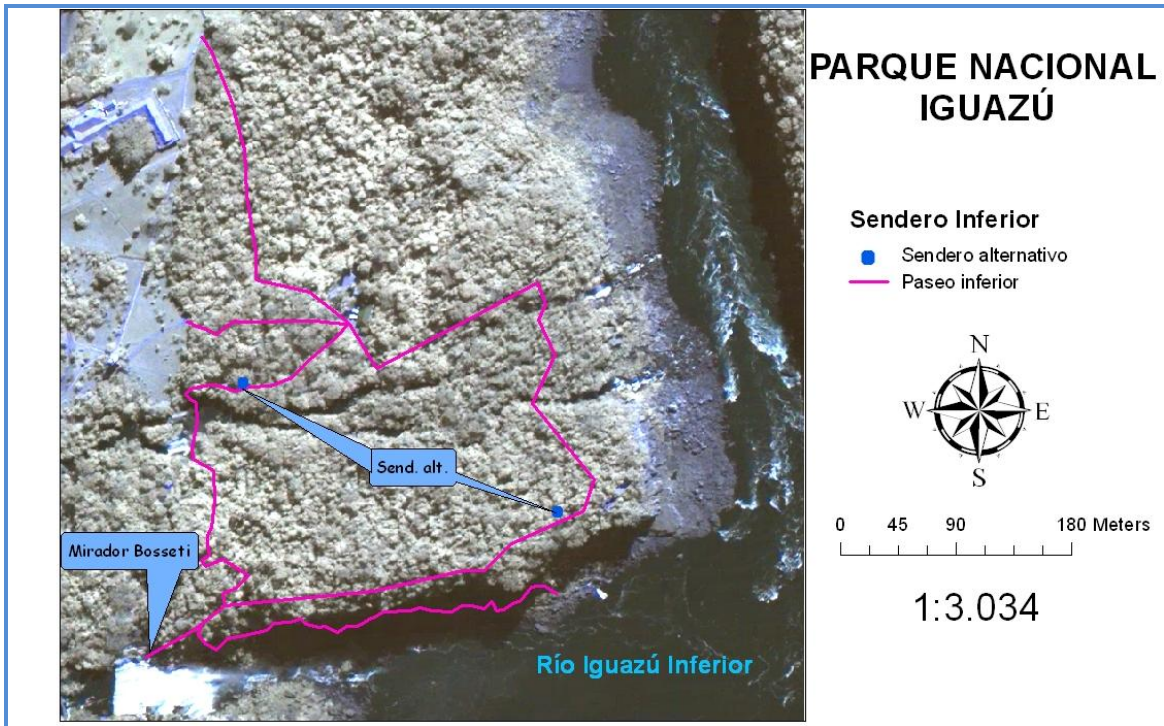 PARQUE NACIONAL
IGUAZÚ
Sendero Inferior
Sendero alternativo
Paseo inferior
N
W
E
S
0 45 90 180 Meters
1:3.034
Send. alt.
Mirador Bosseti
Río Iguazú Inferior